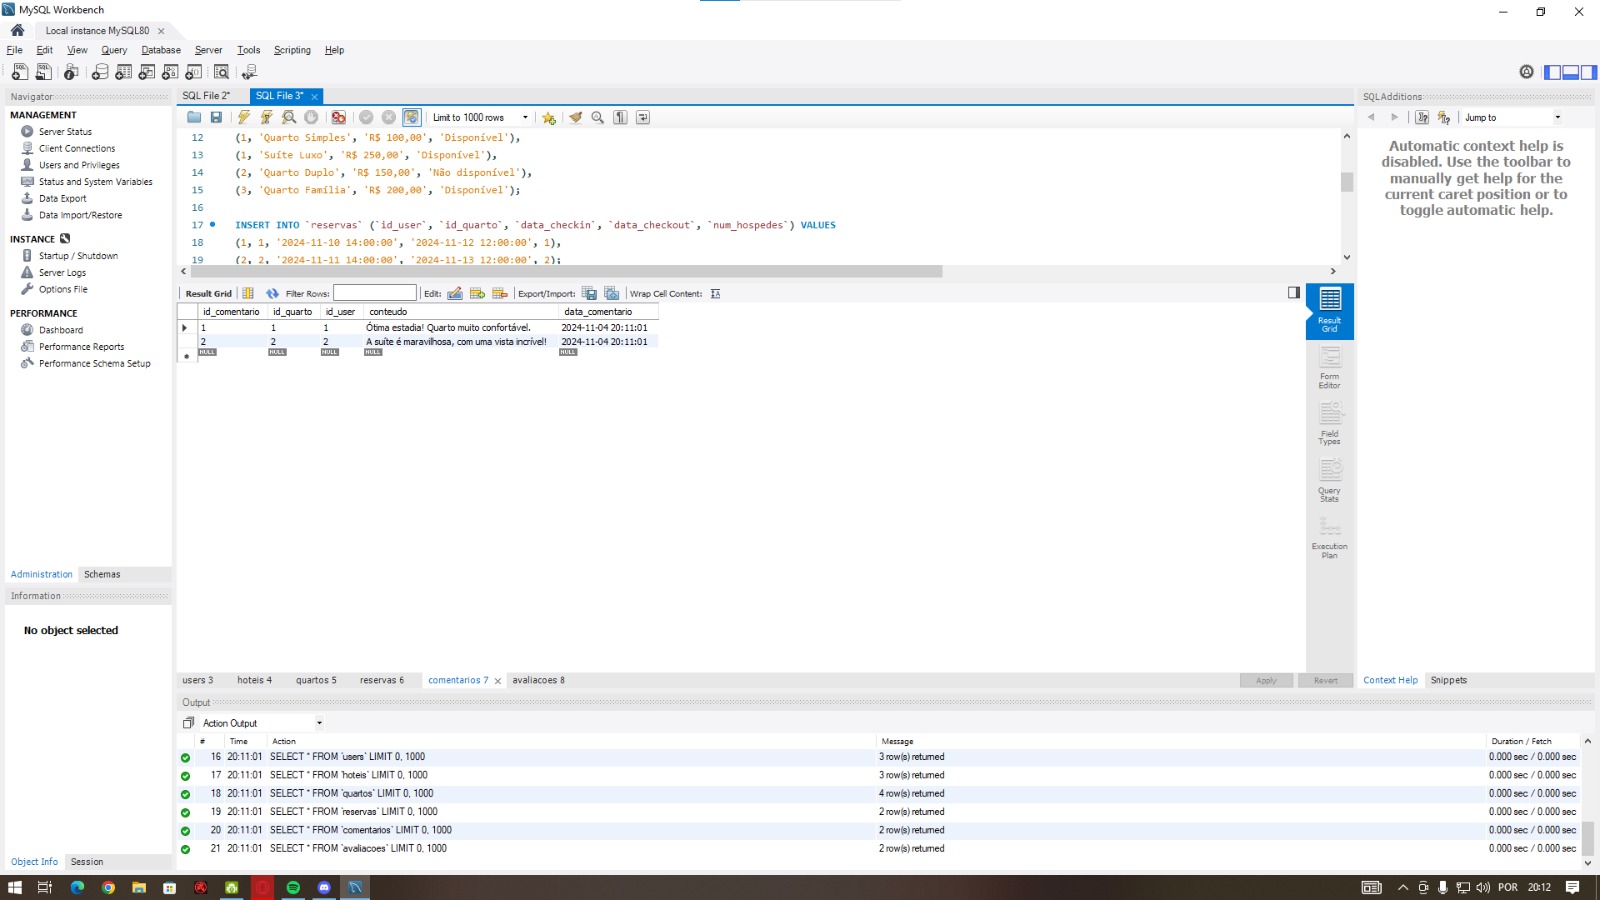 MySQL Workbench
Local instance MySQL80
File Edit View Query Database Server Tools Scripting Help
Navigator
MANAGEMENT
Server Status
Client Connections
Users and Privileges
Status and System Variables
Data Export
Data Import/Restore
INSTANCE
Startup / Shutdown
Server Logs
Options File
PERFORMANCE
Dashboard
Performance Reports
Performance Schema Setup
Administration Schemas
Information
No object selected
Object Info Session
SQL File 2* SQL File 3*
Limit to 1000 rows
12 (1, 'Quarto Simples', 'R$ 100,00', 'Disponível'),
13 (1, 'Suíte Luxo', 'R$ 250,00', 'Disponível'),
14 (2, 'Quarto Duplo', 'R$ 150,00', 'Não disponível'),
15 (3, 'Quarto Família', 'R$ 200,00', 'Disponível');
16
17 INSERT INTO `reservas` (`id_user`, `id_quarto`, `data_checkin`, `data_checkout`, `num_hospedes`) VALUES
18 (1, 1, '2024-11-10 14:00:00', '2024-11-12 12:00:00', 1),
19 (2, 2, '2024-11-11 14:00:00', '2024-11-13 12:00:00', 2);
Result Grid Filter Rows: Edit: Export/Import: Wrap Cell Content:
id_comentario id_quarto id_user conteudo data_comentario
1 1 1 Ótima estadia! Quarto muito confortável. 2024-11-04 20:11:01
2 2 2 A suíte é maravilhosa, com uma vista incrível! 2024-11-04 20:11:01
NULL NULL NULL NULL NULL
Result Grid
Form Editor
Field Types
Query Stats
Execution Plan
users 3 hoteis 4 quartos 5 reservas 6 comentarios 7 avaliacoes 8
Apply Revert
SQLAdditions
Jump to
Automatic context help is
disabled. Use the toolbar to
manually get help for the
current caret position or to
toggle automatic help.
Context Help Snippets
Output
Action Output
# Time Action Message Duration / Fetch
16 20:11:01 SELECT * FROM `users` LIMIT 0, 1000 3 row(s) returned 0.000 sec / 0.000 sec
17 20:11:01 SELECT * FROM `hoteis` LIMIT 0, 1000 3 row(s) returned 0.000 sec / 0.000 sec
18 20:11:01 SELECT * FROM `quartos` LIMIT 0, 1000 4 row(s) returned 0.000 sec / 0.000 sec
19 20:11:01 SELECT * FROM `reservas` LIMIT 0, 1000 2 row(s) returned 0.000 sec / 0.000 sec
20 20:11:01 SELECT * FROM `comentarios` LIMIT 0, 1000 2 row(s) returned 0.000 sec / 0.000 sec
21 20:11:01 SELECT * FROM `avaliacoes` LIMIT 0, 1000 2 row(s) returned 0.000 sec / 0.000 sec
POR 20:12